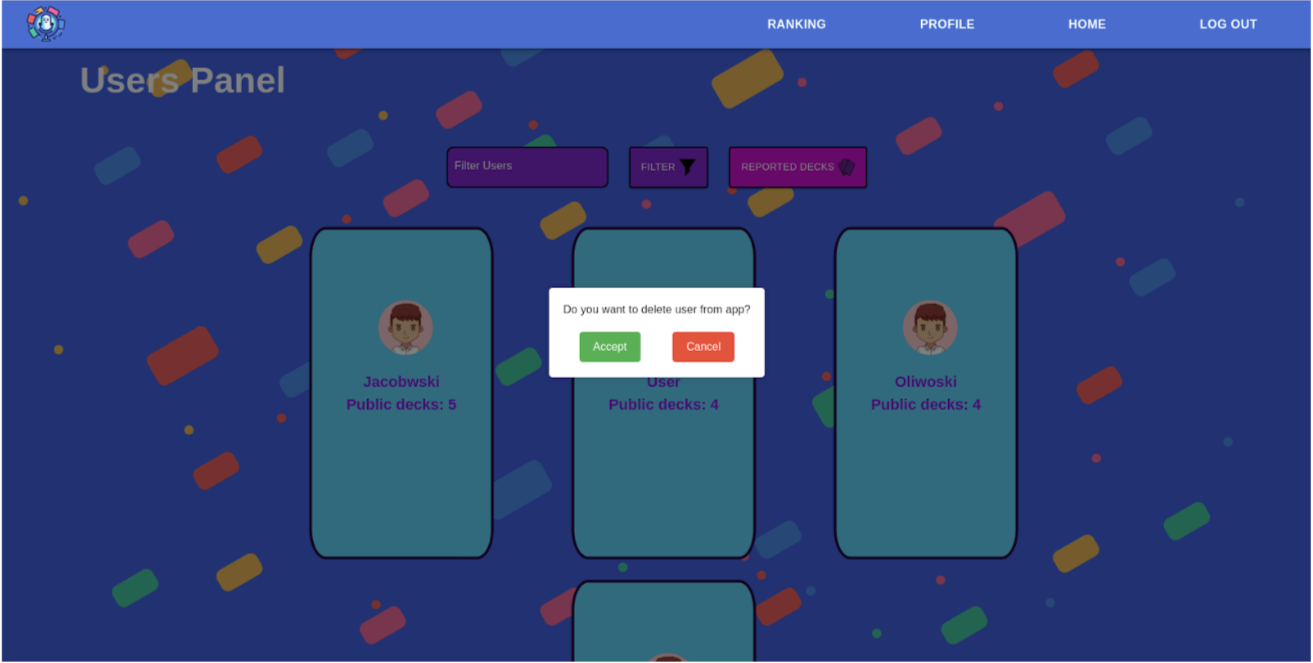 RANKING
PROFILE
HOME
LOG OUT
Users Panel
Filter Users
FILTER
REPORTED DECKS
Do you want to delete user from app?
Accept
Cancel
Jacobwski
Public decks: 5
User
Public decks: 4
Oliwoski
Public decks: 4